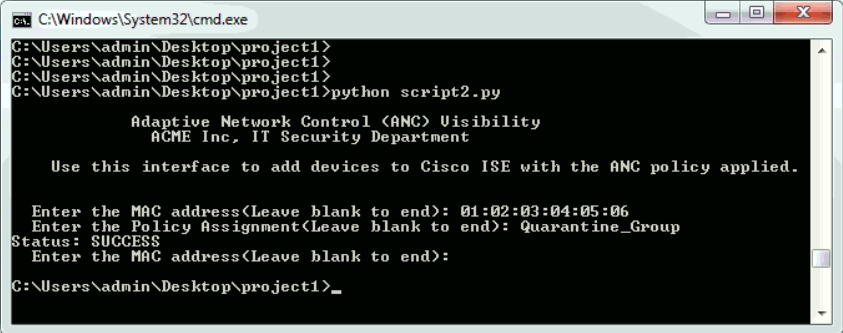 C:\Windows\System32\cmd.exe
C:\Users\admin\Desktop\project1>
C:\Users\admin\Desktop\project1>
C:\Users\admin\Desktop\project1>
C:\Users\admin\Desktop\project1>python script2.py
Adaptive Network Control (ANC) Visibility
ACME Inc, IT Security Department
Use this interface to add devices to Cisco ISE with the ANC policy applied.
Enter the MAC address(Leave blank to end): 01:02:03:04:05:06
Enter the Policy Assignment(Leave blank to end): Quarantine_Group
Status: SUCCESS
Enter the MAC address(Leave blank to end):
C:\Users\admin\Desktop\project1>_